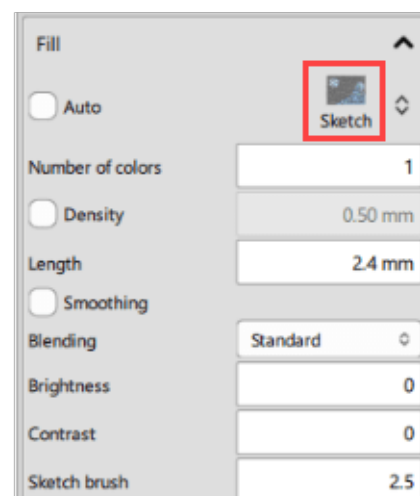 Fill
Auto
Sketch
Number of colors 1
Density 0.50 mm
Length 2.4 mm
Smoothing
Blending Standard
Brightness 0
Contrast 0
Sketch brush 2.5